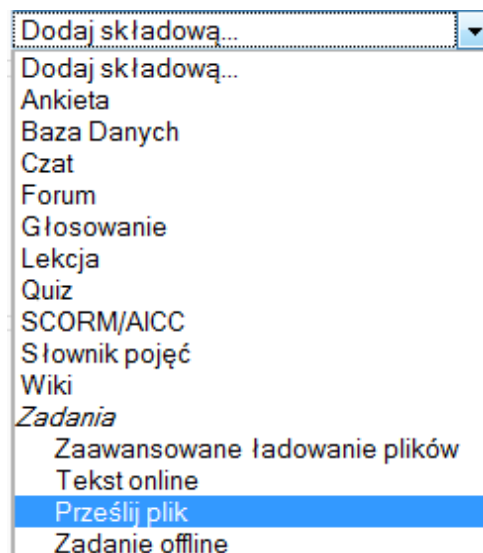 Dodaj składową...
Dodaj składową...
Ankieta
Baza Danych
Czat
Forum
Głosowanie
Lekcja
Quiz
SCORM/AICC
Słownik pojęć
Wiki
Zadania
Zaawansowane ładowanie plików
Tekst online
Prześlij plik
Zadanie offline